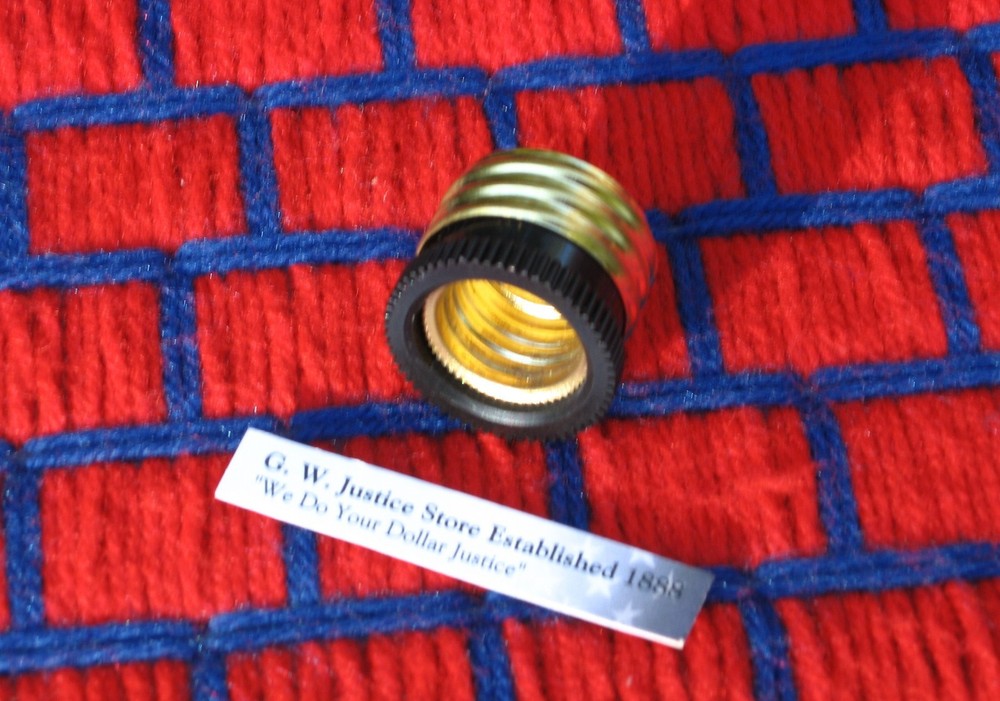 G. W. Justice Store Established 1888
"We Do Your Dollar Justice"